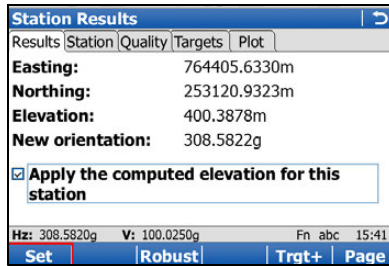 Station Results
Results Station Quality Targets Plot
Easting: 764405.6330m
Northing: 253120.9323m
Elevation: 400.3878m
New orientation: 308.5822g
Apply the computed elevation for this
station
Hz: 308.5820g V: 100.0250g Fn abc 15:41
Set Robust Trgt+ Page